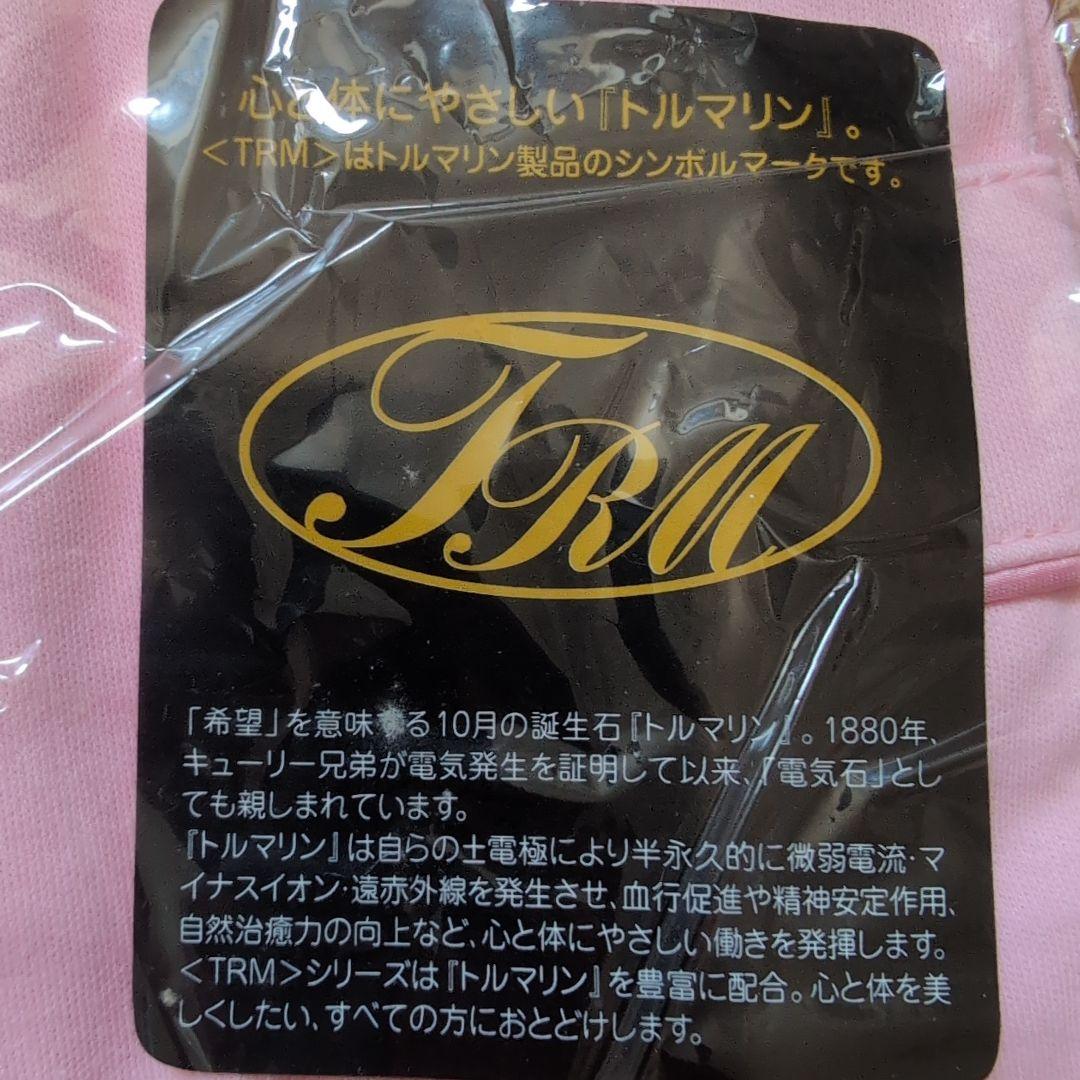 心と体にやさしい『トルマリン』。
<TRM>はトルマリン製品のシンボルマークです。
TRM
「希望」を意味する10月の誕生石『トルマリン』。1880年、
キューリー兄弟が電気発生を証明して以来、「電気石」とし
ても親しまれています。
『トルマリン』は自らの±電極により半永久的に微弱電流・マ
イナスイオン・遠赤外線を発生させ、血行促進や精神安定作用、
自然治癒力の向上など、心と体にやさしい働きを発揮します。
<TRM>シリーズは『トルマリン』を豊富に配合。心と体を美
しくしたい、すべての方におとどけします。